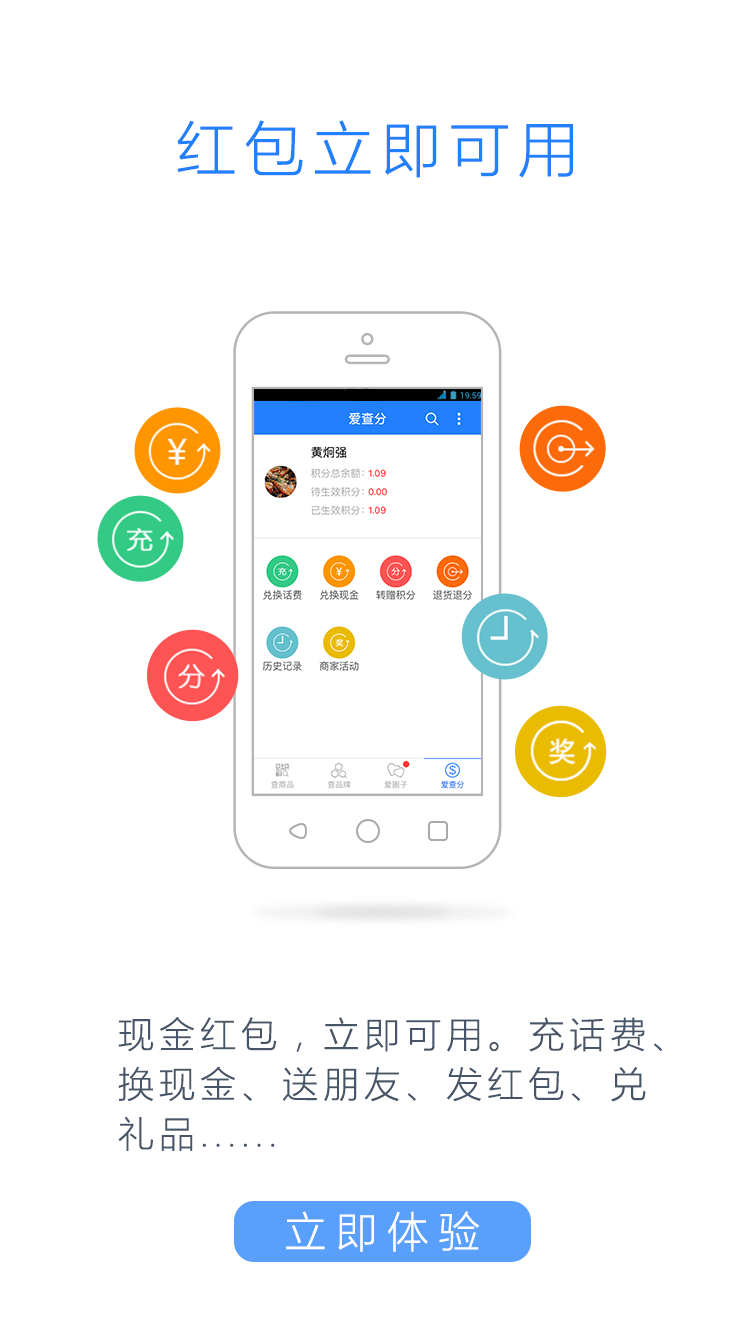 红包立即可用
19:59
爱查分
黄炯强
积分总余额：1.09
待生效积分：0.00
已生效积分：1.09
¥
充
分
奖
充 ¥ 分
兑换话费 兑换现金 转赠积分 退货退分
奖
历史记录 商家活动
$
查商品 查品牌 爱圈子 爱查分
现金红包，立即可用。充话费、
换现金、送朋友、发红包、兑
礼品......
立即体验